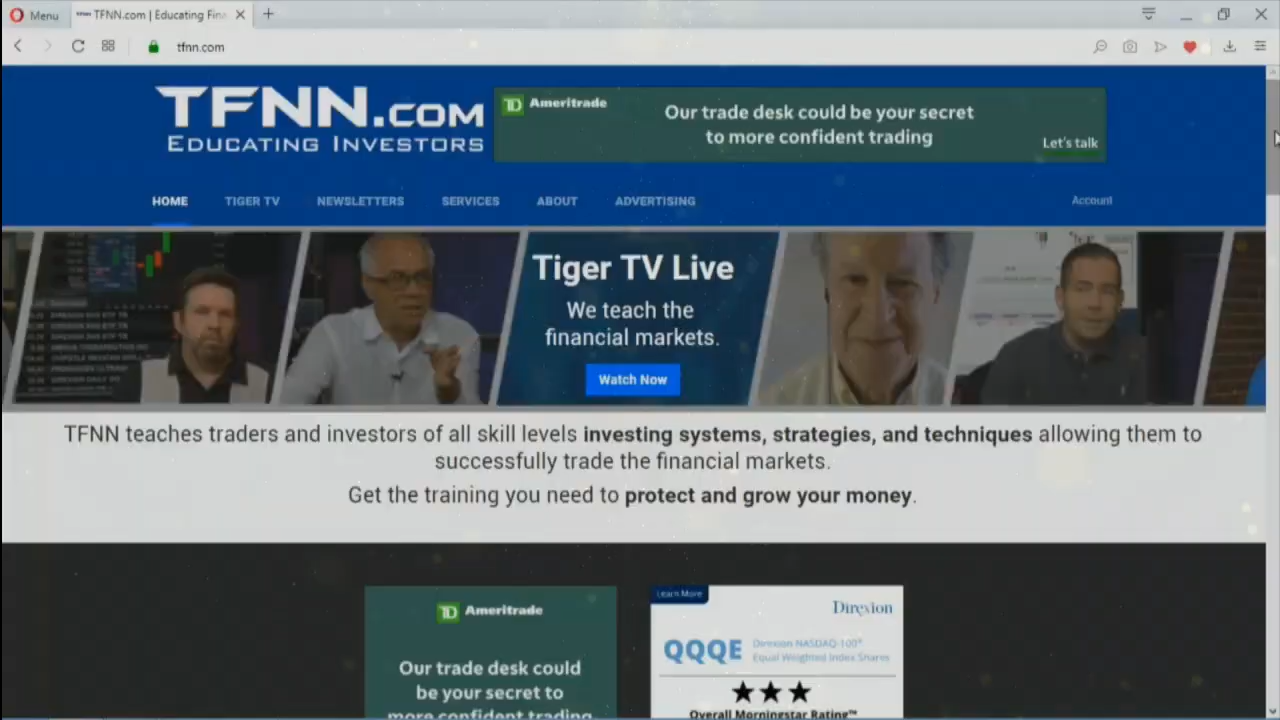 Menu
TFNN.com | Educating Fin
tfnn.com
TFNN.COM
EDUCATING INVESTORS
TD Ameritrade
Our trade desk could be your secret
to more confident trading
Let's talk
HOME
TIGER TV
NEWSLETTERS
SERVICES
ABOUT
ADVERTISING
Account
Tiger TV Live
We teach the
financial markets.
Watch Now
TFNN teaches traders and investors of all skill levels investing systems, strategies, and techniques allowing them to
successfully trade the financial markets.
Get the training you need to protect and grow your money.
TD Ameritrade
Our trade desk could
be your secret to
more confident trading
Learn More
Direxion
QQQE
Direxion NASDAQ-100®
Equal Weighted Index Shares
Overall Morningstar Rating™